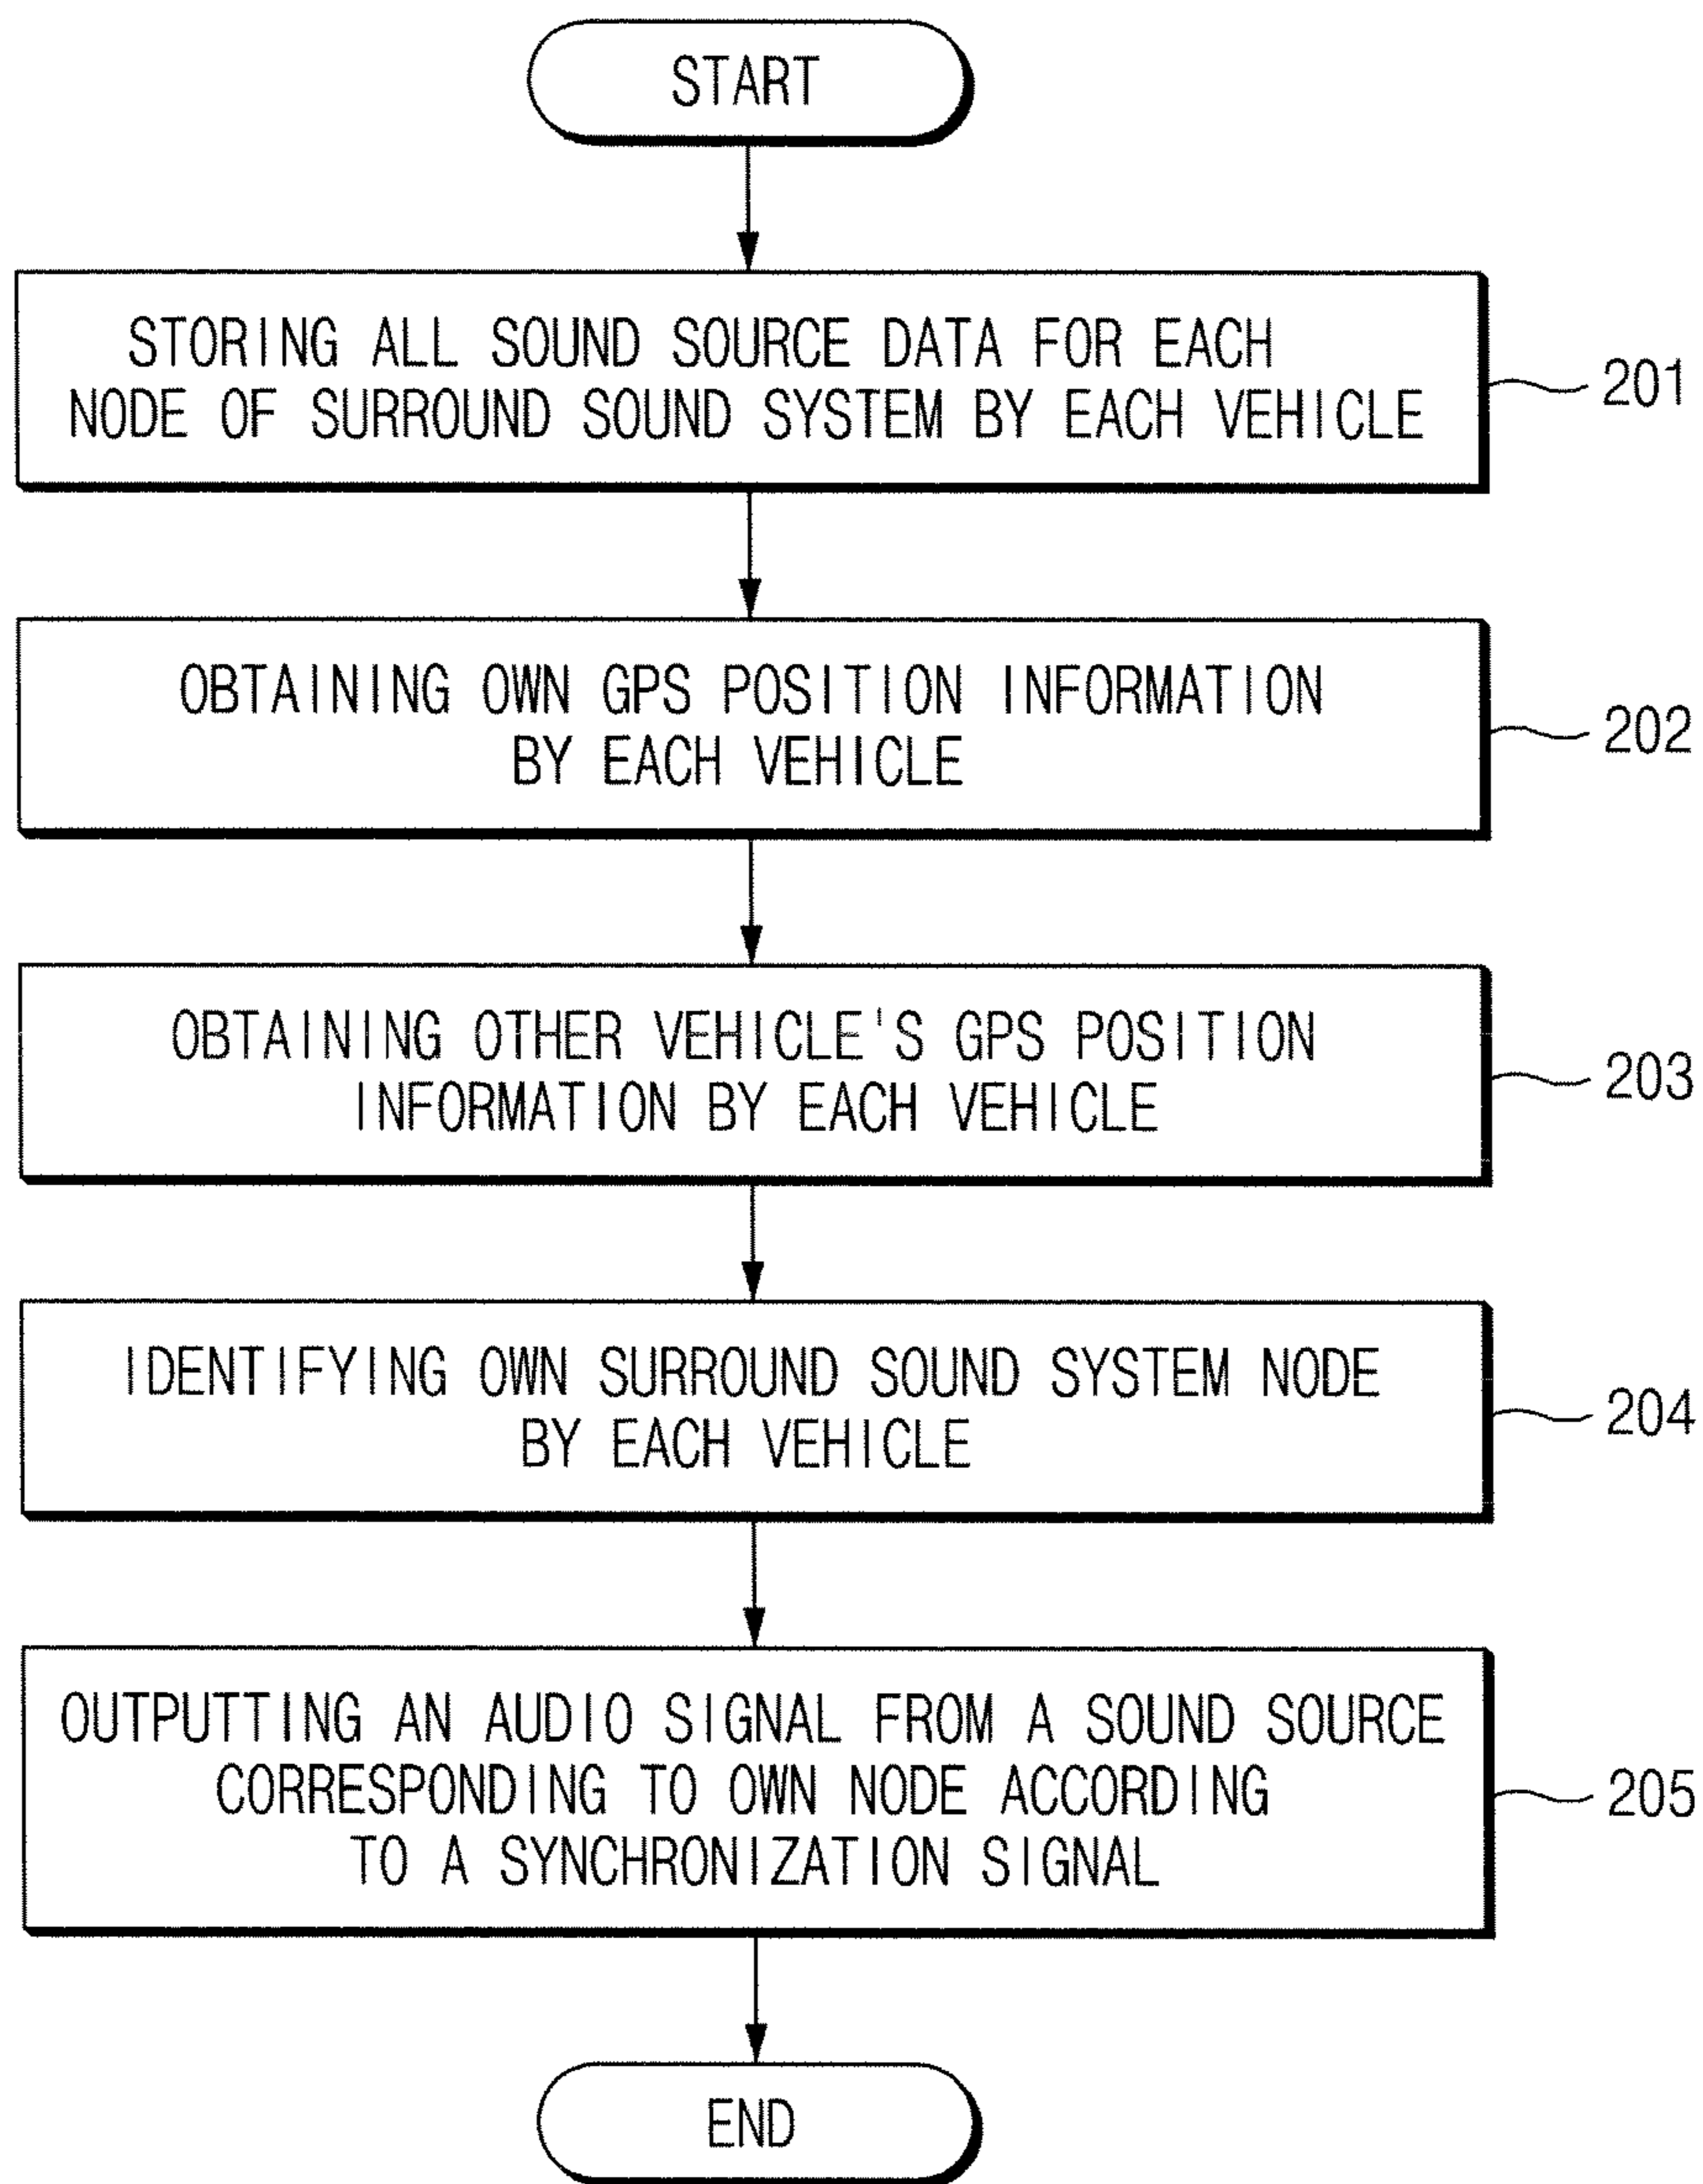 START
STORING ALL SOUND SOURCE DATA FOR EACH
NODE OF SURROUND SOUND SYSTEM BY EACH VEHICLE
201
OBTAINING OWN GPS POSITION INFORMATION
BY EACH VEHICLE
202
OBTAINING OTHER VEHICLE'S GPS POSITION
INFORMATION BY EACH VEHICLE
203
IDENTIFYING OWN SURROUND SOUND SYSTEM NODE
BY EACH VEHICLE
204
OUTPUTTING AN AUDIO SIGNAL FROM A SOUND SOURCE
CORRESPONDING TO OWN NODE ACCORDING
TO A SYNCHRONIZATION SIGNAL
205
END